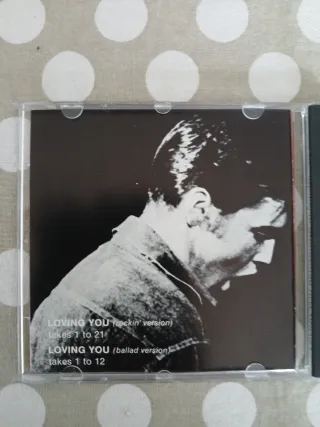 LOVING YOU (rockin' version)
takes 1 to 21
LOVING YOU (ballad version)
takes 1 to 12